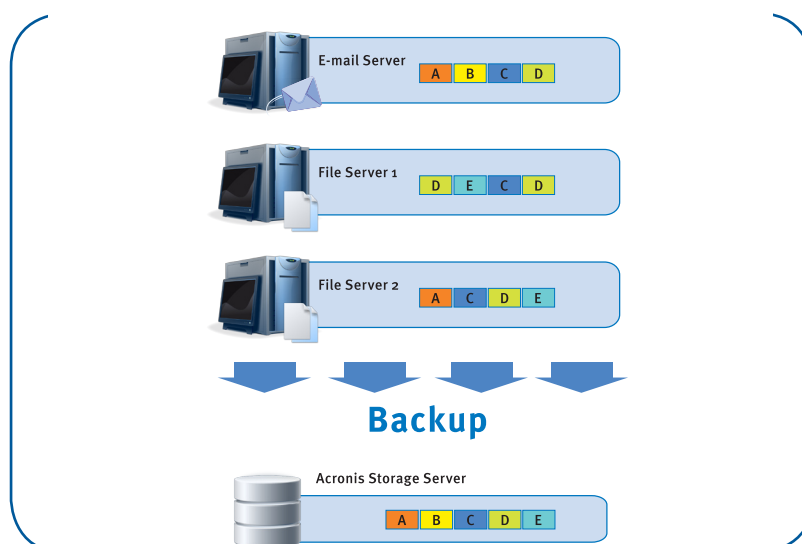 E-mail Server
A B C D
File Server 1
D E C D
File Server 2
A C D E
Backup
Acronis Storage Server
A B C D E